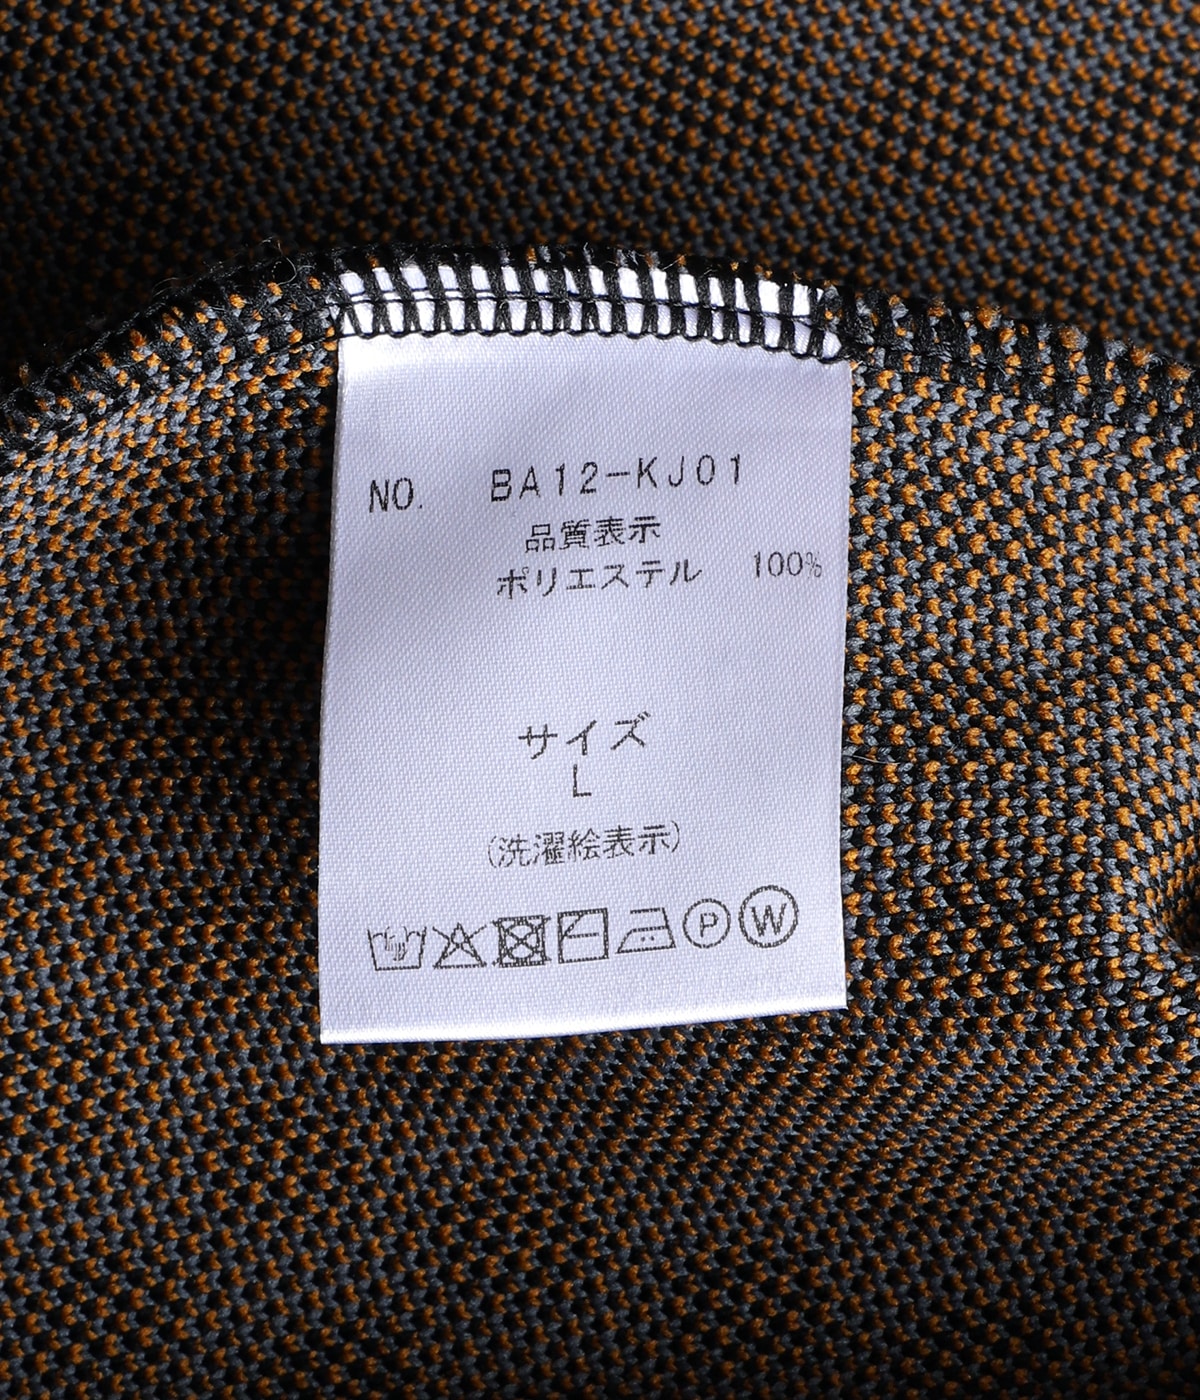 NO. BA12-KJ01
品質表示
ポリエステル 100%
サイズ
L
(洗濯絵表示)
P W